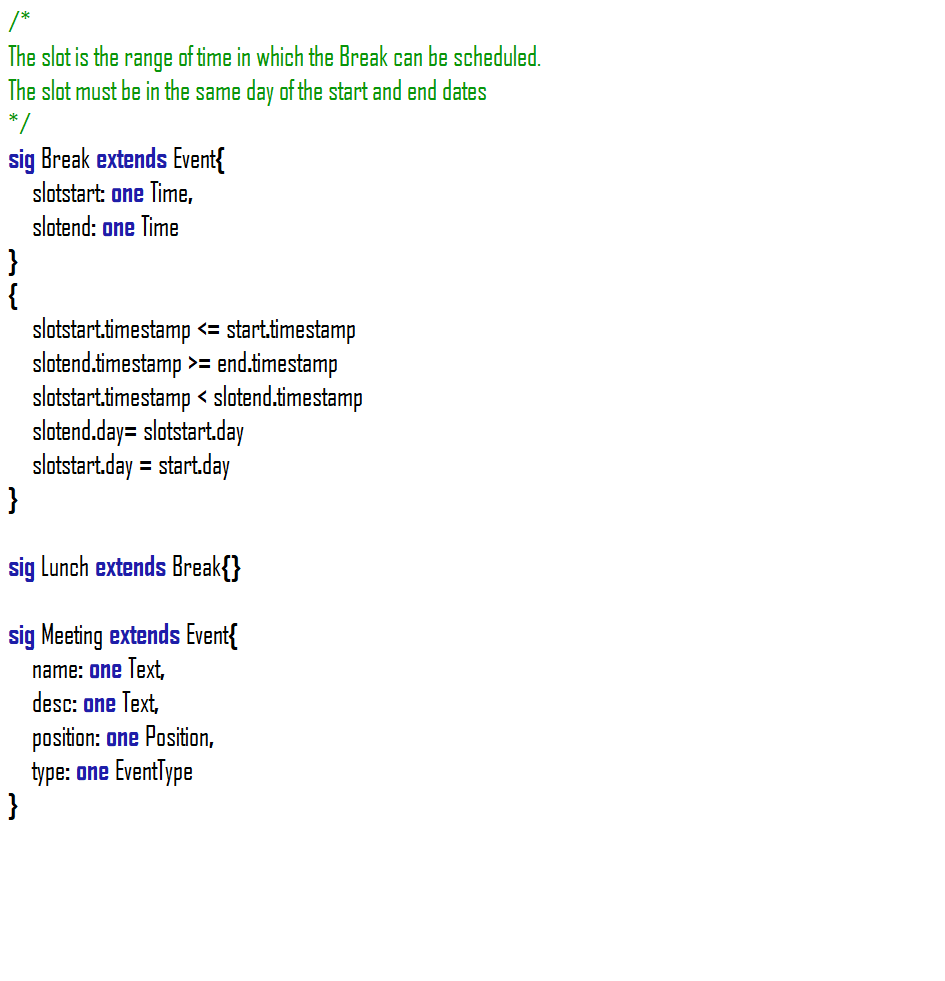 /*
The slot is the range of time in which the Break can be scheduled.
The slot must be in the same day of the start and end dates
*/
sig Break extends Event{
slotstart: one Time,
slotend: one Time
}
{
slotstart.timestamp <= start.timestamp
slotend.timestamp >= end.timestamp
slotstart.timestamp < slotend.timestamp
slotend.day= slotstart.day
slotstart.day = start.day
}
sig Lunch extends Break{}
sig Meeting extends Event{
name: one Text,
desc: one Text,
position: one Position,
type: one EventType
}